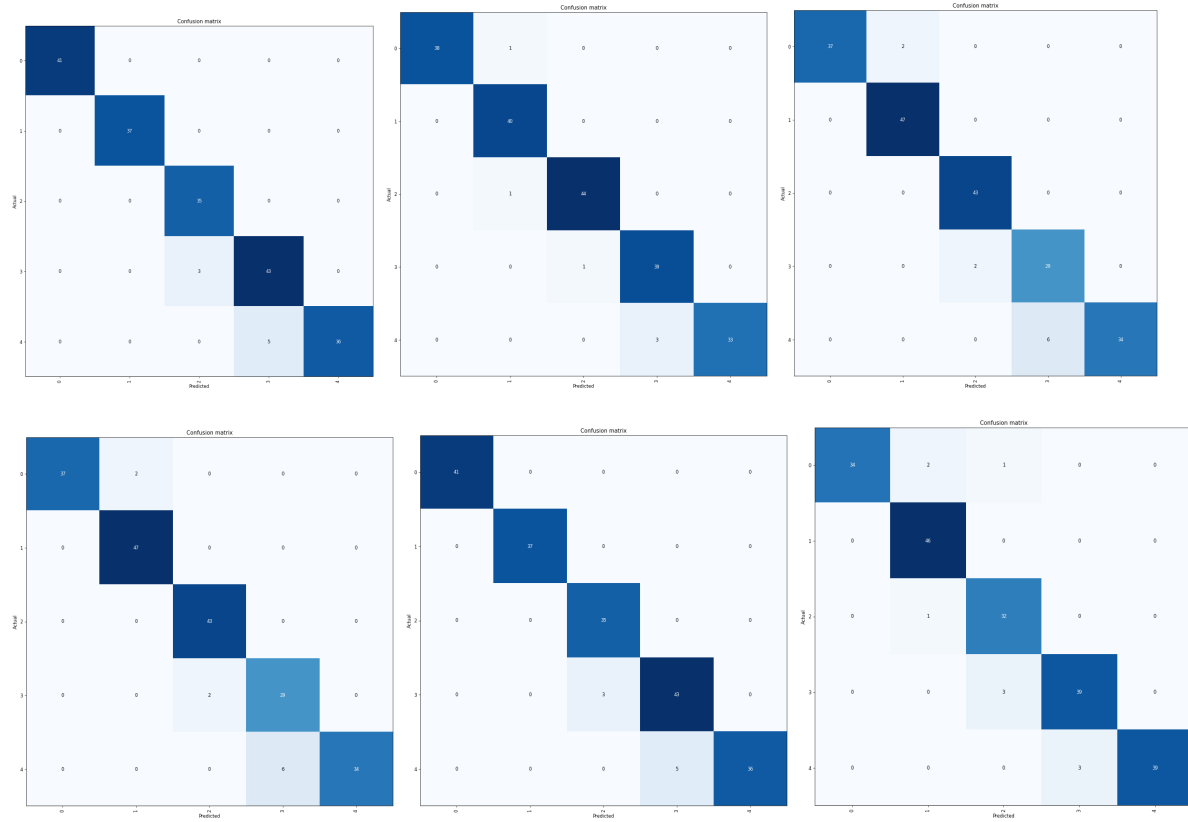 Confusion matrix
0 41 0 0 0 0
1 0 37 0 0 0
Actual
2 0 0 35 0 0
3 0 0 3 43 0
4 0 0 0 5 36
0 1 2 3 4
Predicted
Confusion matrix
0 38 1 0 0 0
1 0 40 0 0 0
Actual
2 0 1 44 0 0
3 0 0 1 39 0
4 0 0 0 3 33
0 1 2 3 4
Predicted
Confusion matrix
0 37 2 0 0 0
1 0 47 0 0 0
Actual
2 0 0 43 0 0
3 0 0 2 29 0
4 0 0 0 6 34
0 1 2 3 4
Predicted
Confusion matrix
0 37 2 0 0 0
1 0 47 0 0 0
Actual
2 0 0 43 0 0
3 0 0 2 29 0
4 0 0 0 6 34
0 1 2 3 4
Predicted
Confusion matrix
0 41 0 0 0 0
1 0 37 0 0 0
Actual
2 0 0 35 0 0
3 0 0 3 43 0
4 0 0 0 5 36
0 1 2 3 4
Predicted
Confusion matrix
0 34 2 1 0 0
1 0 46 0 0 0
Actual
2 0 1 32 0 0
3 0 0 3 39 0
4 0 0 0 3 39
0 1 2 3 4
Predicted